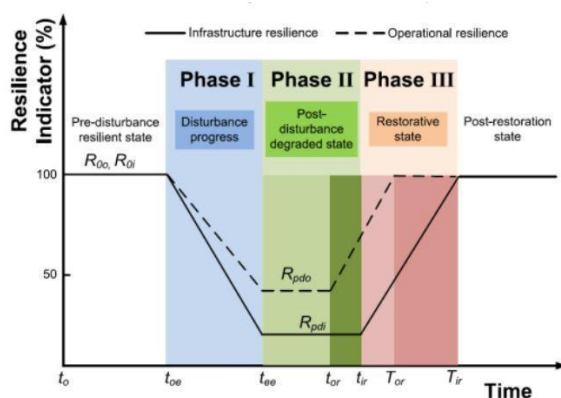 Infrastructure resilience
Operational resilience
Resilience
Indicator (%)
Phase I
Phase II
Phase III
Pre-disturbance
resilient state
Disturbance
progress
Post-
disturbance
degraded state
Restorative
state
Post-restoration
state
R0o, R0i
100
50
Rpdo
Rpdi
to
toe
tee
tor
tir
Tor
Tir
Time